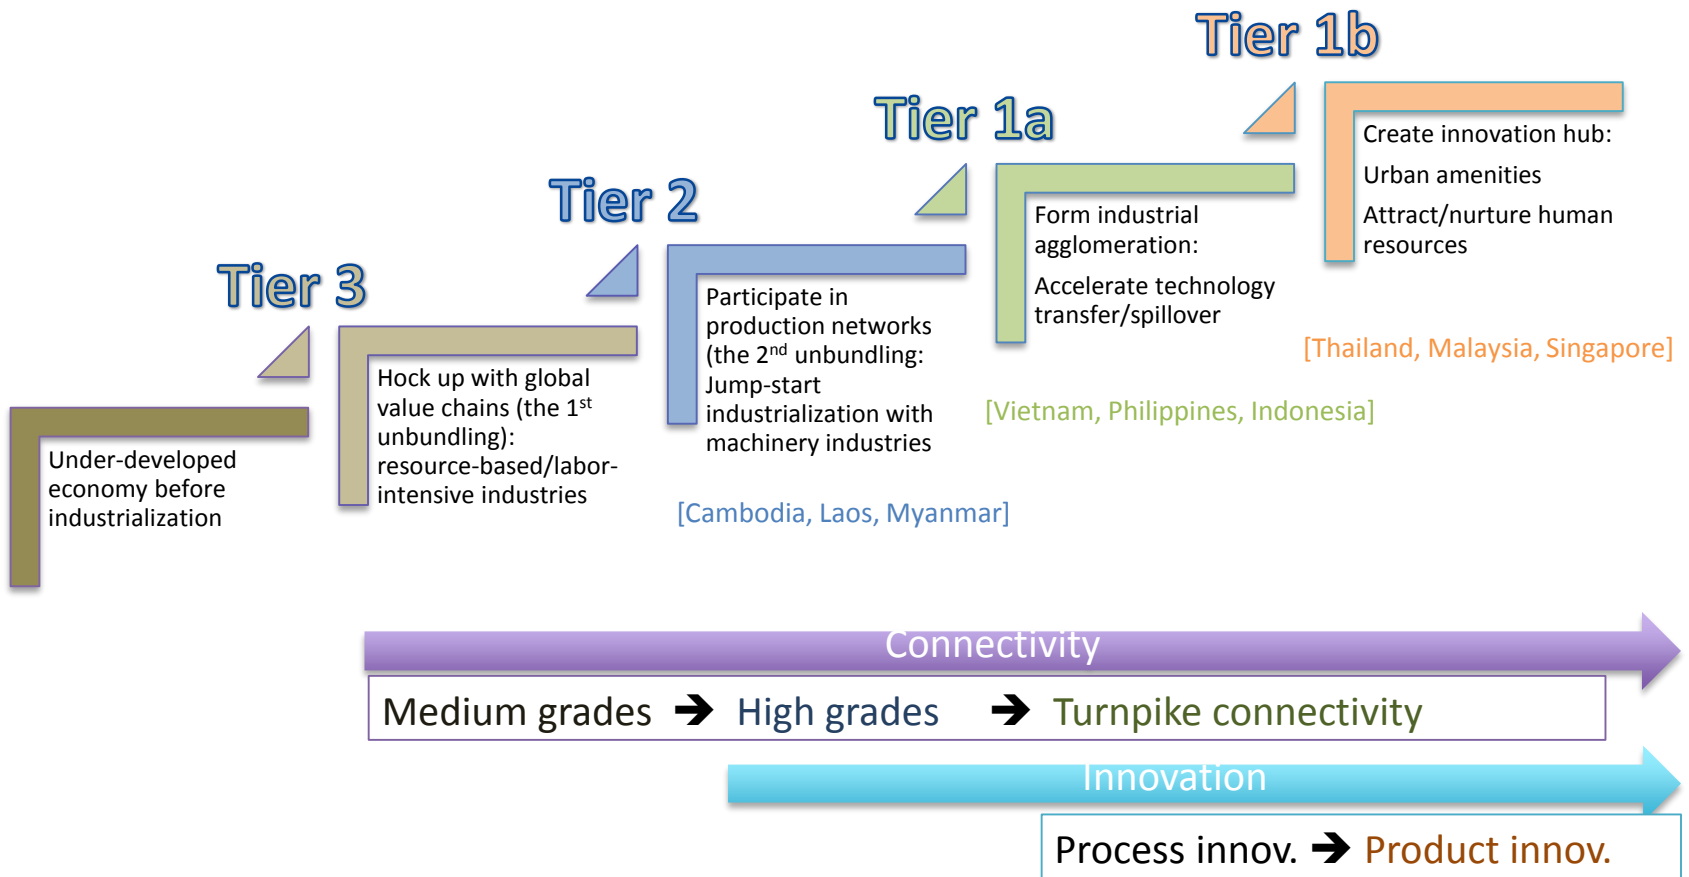 Tier 1b
Create innovation hub:
Urban amenities
Attract/nurture human
resources
[Thailand, Malaysia, Singapore]
Tier 1a
Form industrial
agglomeration:
Accelerate technology
transfer/spillover
[Vietnam, Philippines, Indonesia]
Tier 2
Participate in
production networks
(the 2nd unbundling:
Jump-start
industrialization with
machinery industries
[Cambodia, Laos, Myanmar]
Tier 3
Hock up with global
value chains (the 1st
unbundling):
resource-based/labor-
intensive industries
Under-developed
economy before
industrialization
Connectivity
Medium grades ➔ High grades ➔ Turnpike connectivity
Innovation
Process innov. ➔ Product innov.